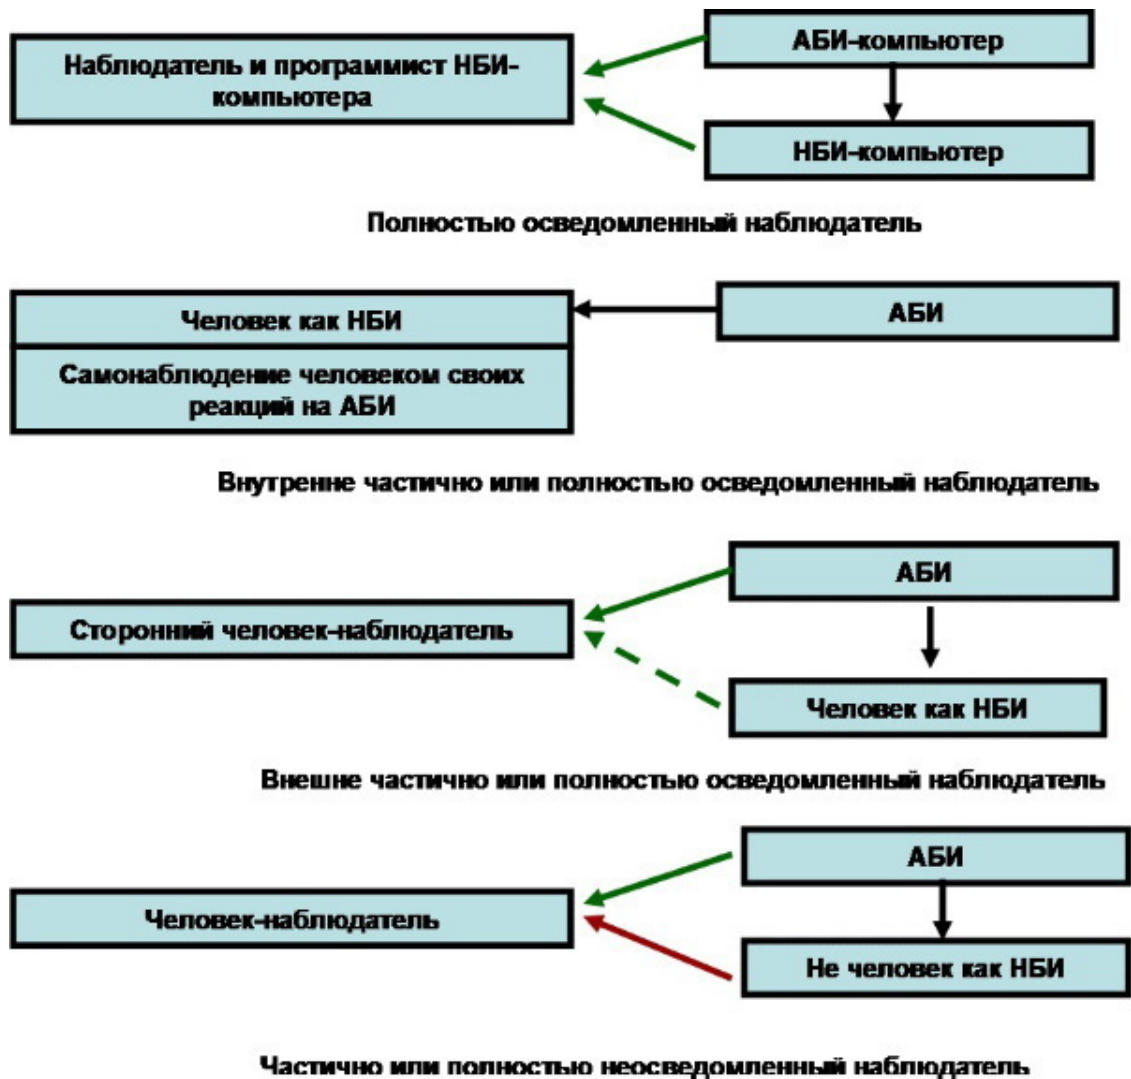 Наблюдатель и программист НБИ-
компьютера
АБИ-компьютер
НБИ-компьютер
Полностью осведомленный наблюдатель
Человек как НБИ
Самонаблюдение человеком своих
реакций на АБИ
АБИ
Внутренне частично или полностью осведомленный наблюдатель
Сторонний человек-наблюдатель
АБИ
Человек как НБИ
Внешне частично или полностью осведомленный наблюдатель
Человек-наблюдатель
АБИ
Не человек как НБИ
Частично или полностью неосведомленный наблюдатель